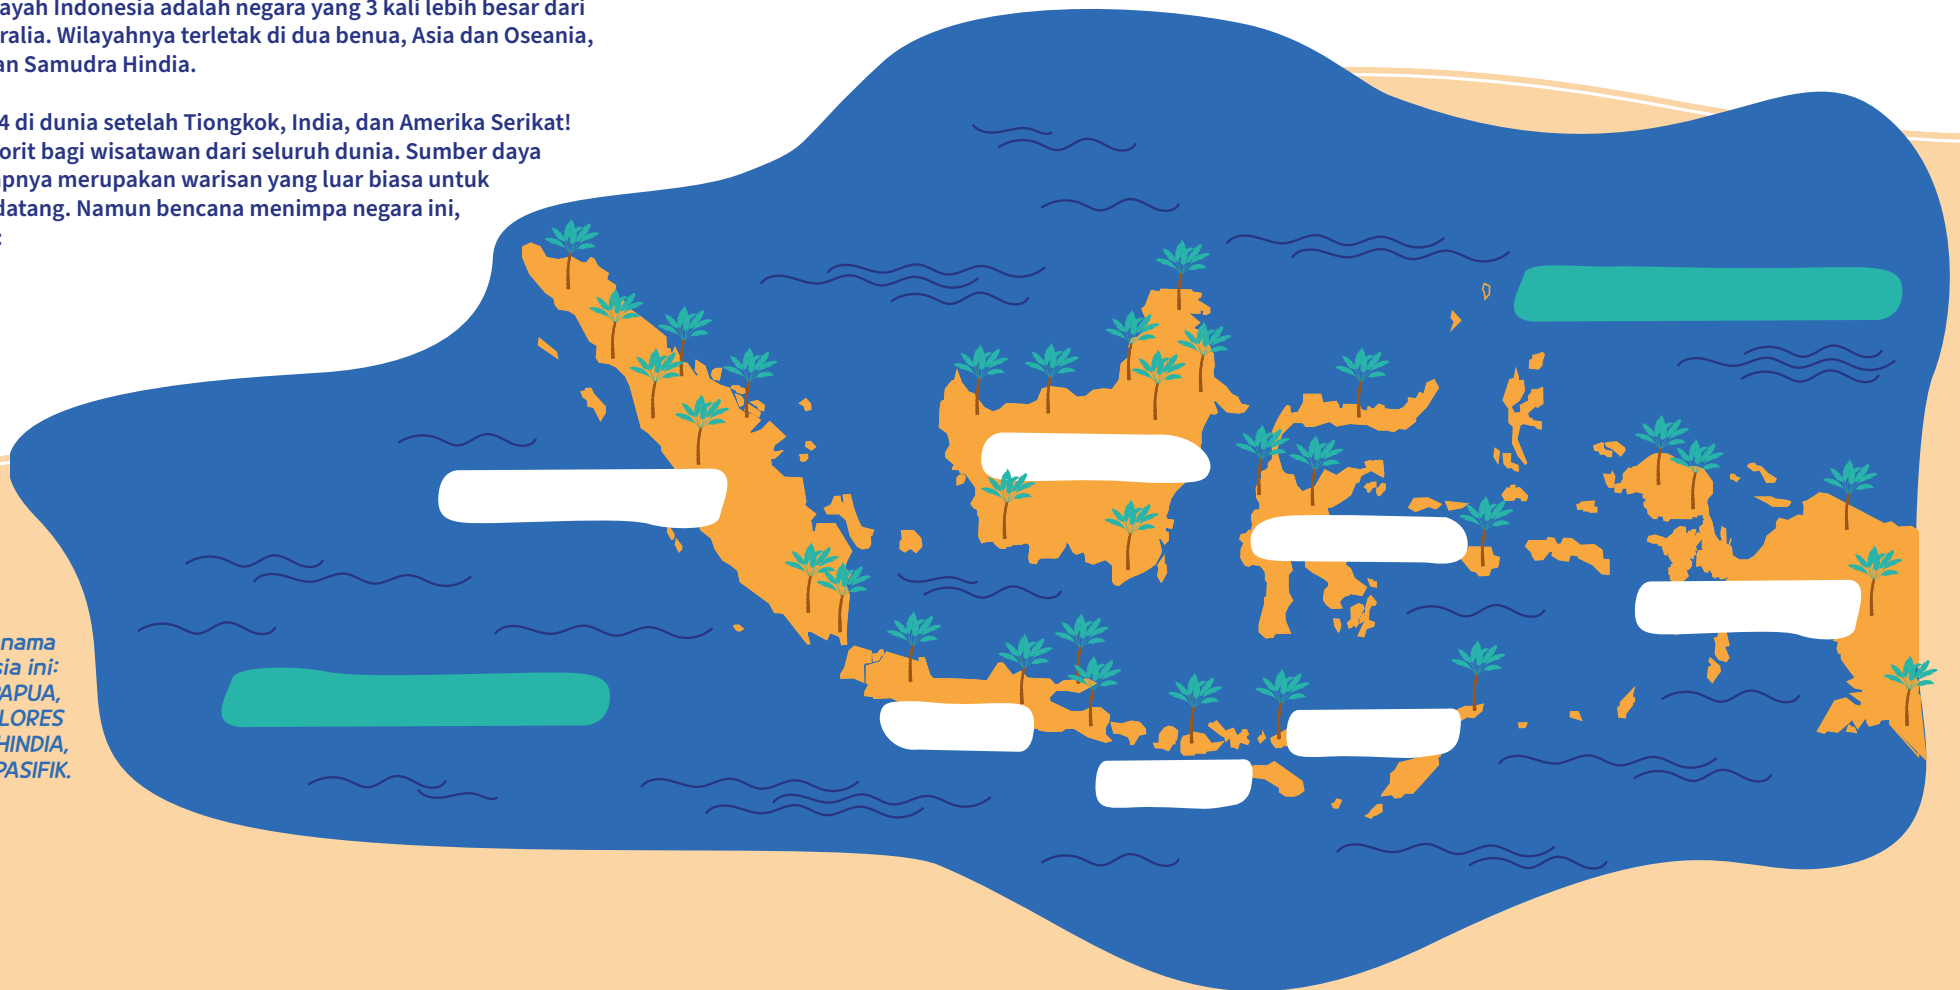 ayah Indonesia adalah negara yang 3 kali lebih besar dari
ralia. Wilayahnya terletak di dua benua, Asia dan Oseania,
an Samudra Hindia.
4 di dunia setelah Tiongkok, India, dan Amerika Serikat!
orit bagi wisatawan dari seluruh dunia. Sumber daya
apnya merupakan warisan yang luar biasa untuk
datang. Namun bencana menimpa negara ini,
:
nama
sia ini:
PAPUA,
LORES
HINDIA,
PASIFIK.